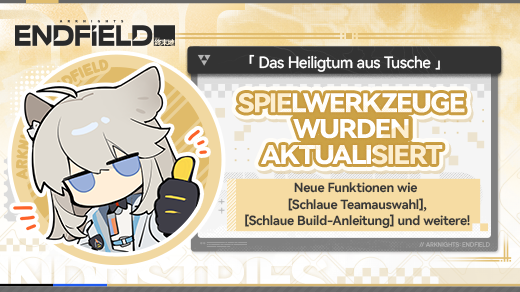 ARKNIGHTS
ENDFIELD
「 Das Heiligtum aus Tusche 」
SPIELWERKZEUGE
WURDEN
AKTUALISIERT
Neue Funktionen wie
[Schlaue Teamauswahl],
[Schlaue Build-Anleitung] und weitere!
// ARKNIGHTS: ENDFIELD